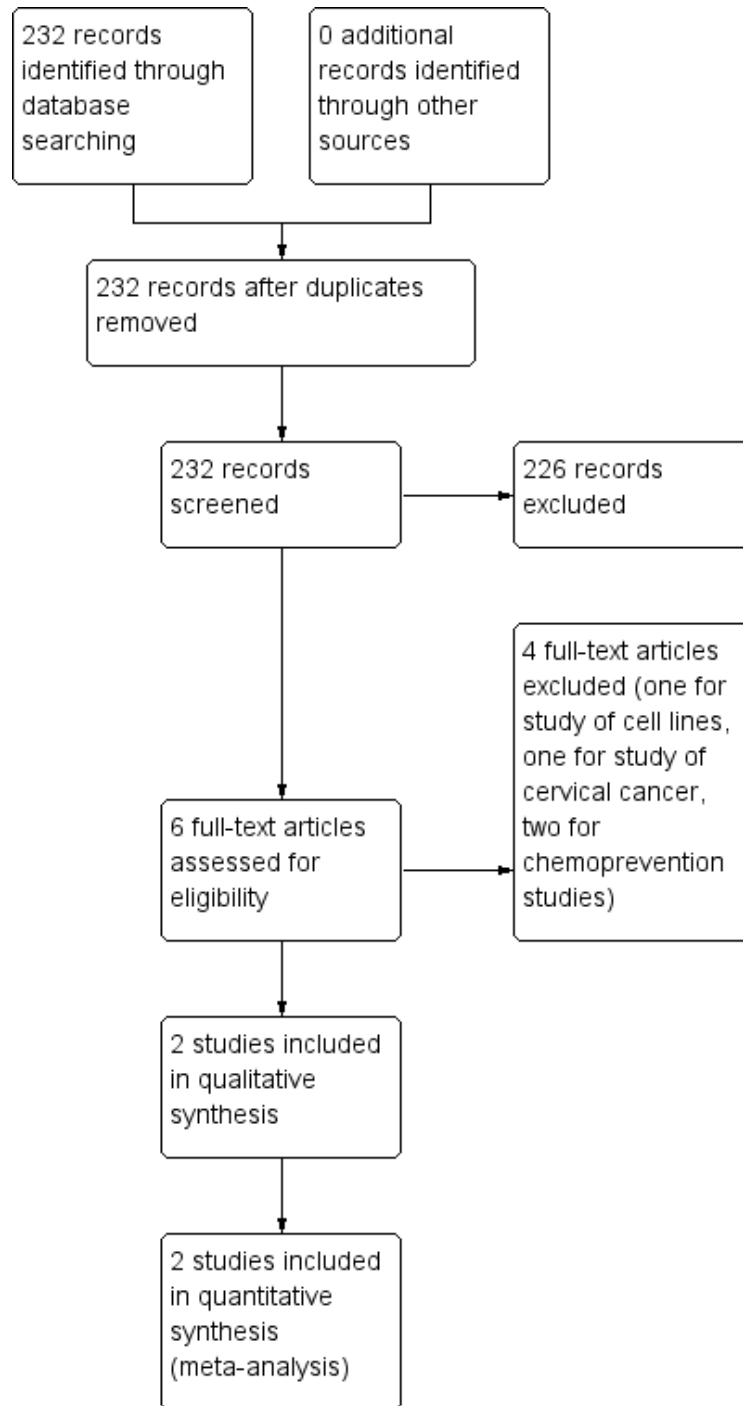 232 records
identified through
database
searching
0 additional
records identified
through other
sources
232 records after duplicates
removed
232 records
screened
226 records
excluded
4 full-text articles
excluded (one for
study of cell lines,
one for study of
cervical cancer,
two for
chemoprevention
studies)
6 full-text articles
assessed for
eligibility
2 studies included
in qualitative
synthesis
2 studies included
in quantitative
synthesis
(meta-analysis)